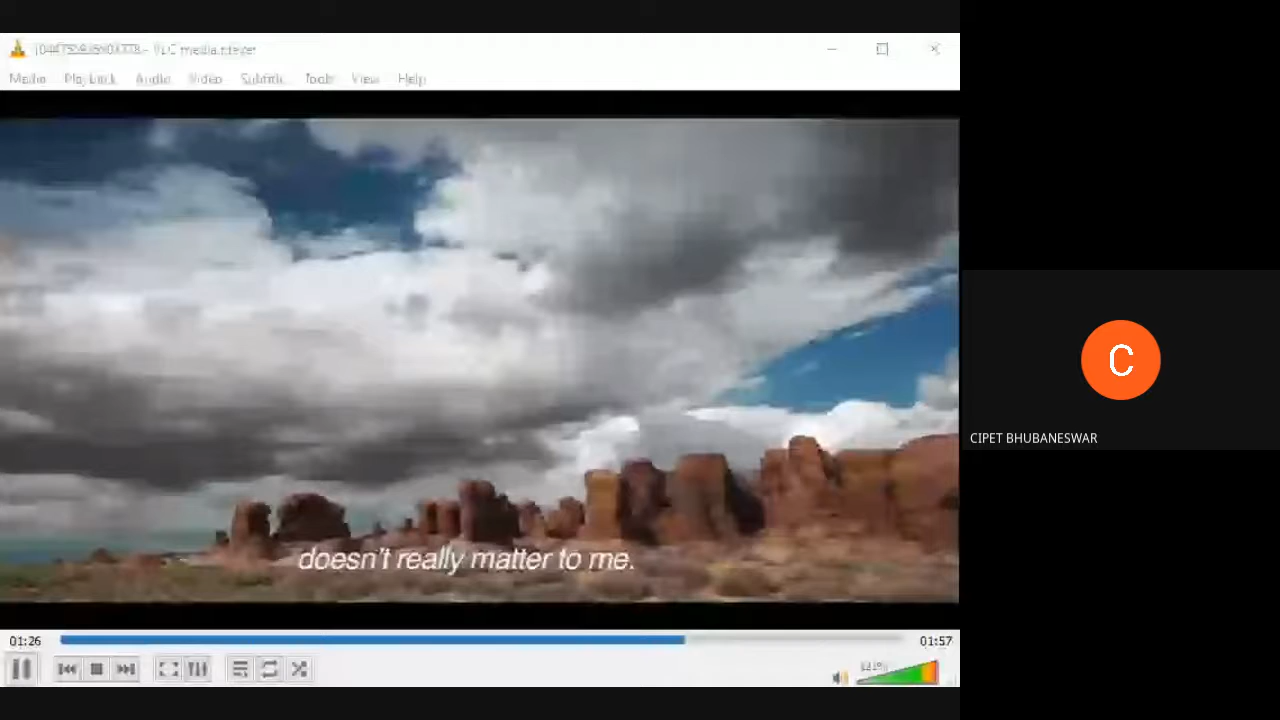 VLC media player
Media Playback Audio Video Subtitle Tools View Help
doesn't really matter to me.
01:26
01:57
C
CIPET BHUBANESWAR